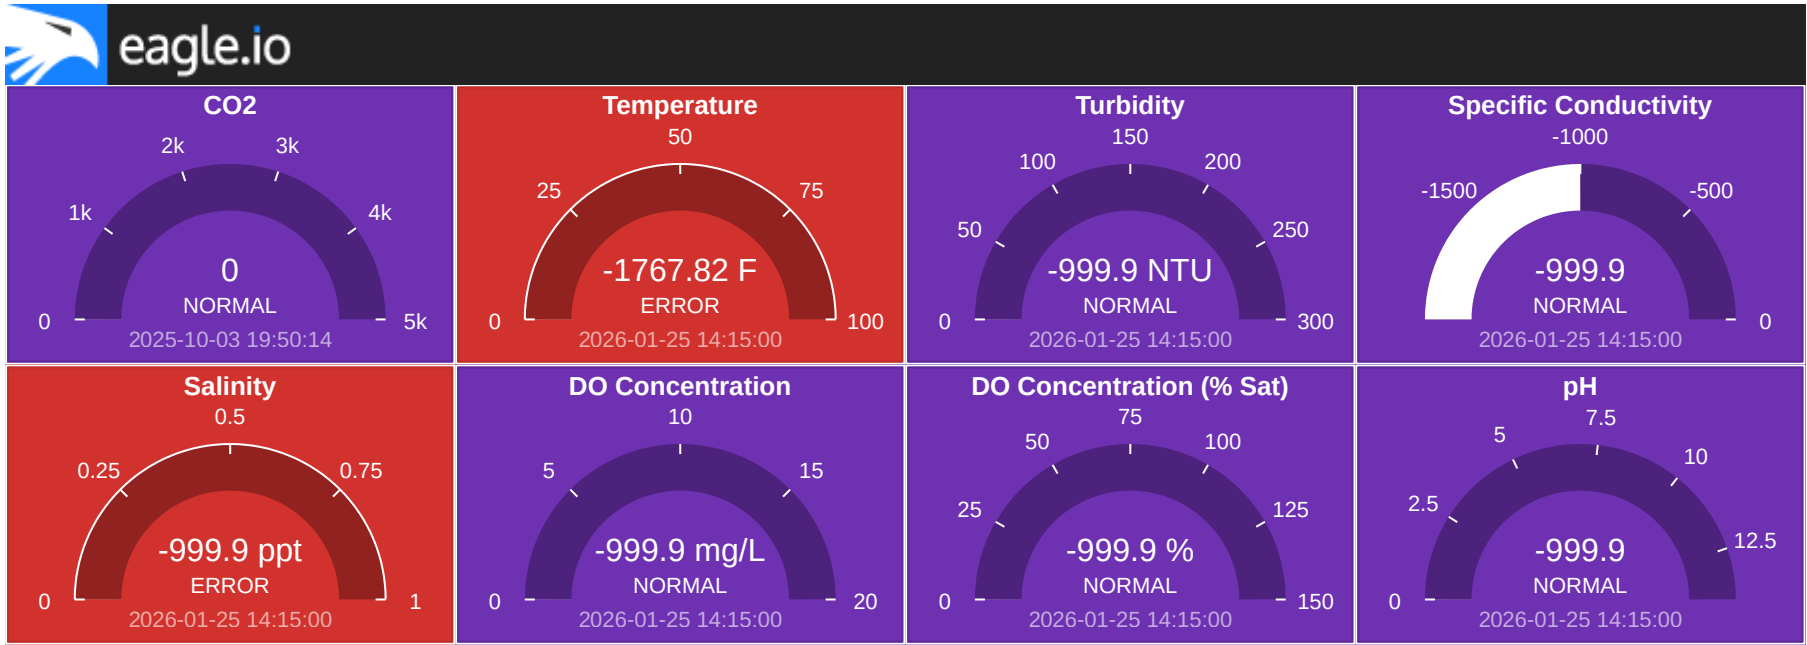 eagle.io
CO2
2k
3k
1k
4k
0
NORMAL
0
5k
2025-10-03 19:50:14
Temperature
50
25
75
-1767.82 F
ERROR
0
100
2026-01-25 14:15:00
Turbidity
150
100
200
50
250
-999.9 NTU
NORMAL
0
300
2026-01-25 14:15:00
Specific Conductivity
-1000
-1500
-500
-999.9
NORMAL
0
2026-01-25 14:15:00
Salinity
0.5
0.25
0.75
-999.9 ppt
ERROR
0
1
2026-01-25 14:15:00
DO Concentration
10
5
15
-999.9 mg/L
NORMAL
0
20
2026-01-25 14:15:00
DO Concentration (% Sat)
75
50
100
25
125
-999.9 %
NORMAL
0
150
2026-01-25 14:15:00
pH
7.5
5
10
2.5
12.5
-999.9
NORMAL
0
2026-01-25 14:15:00